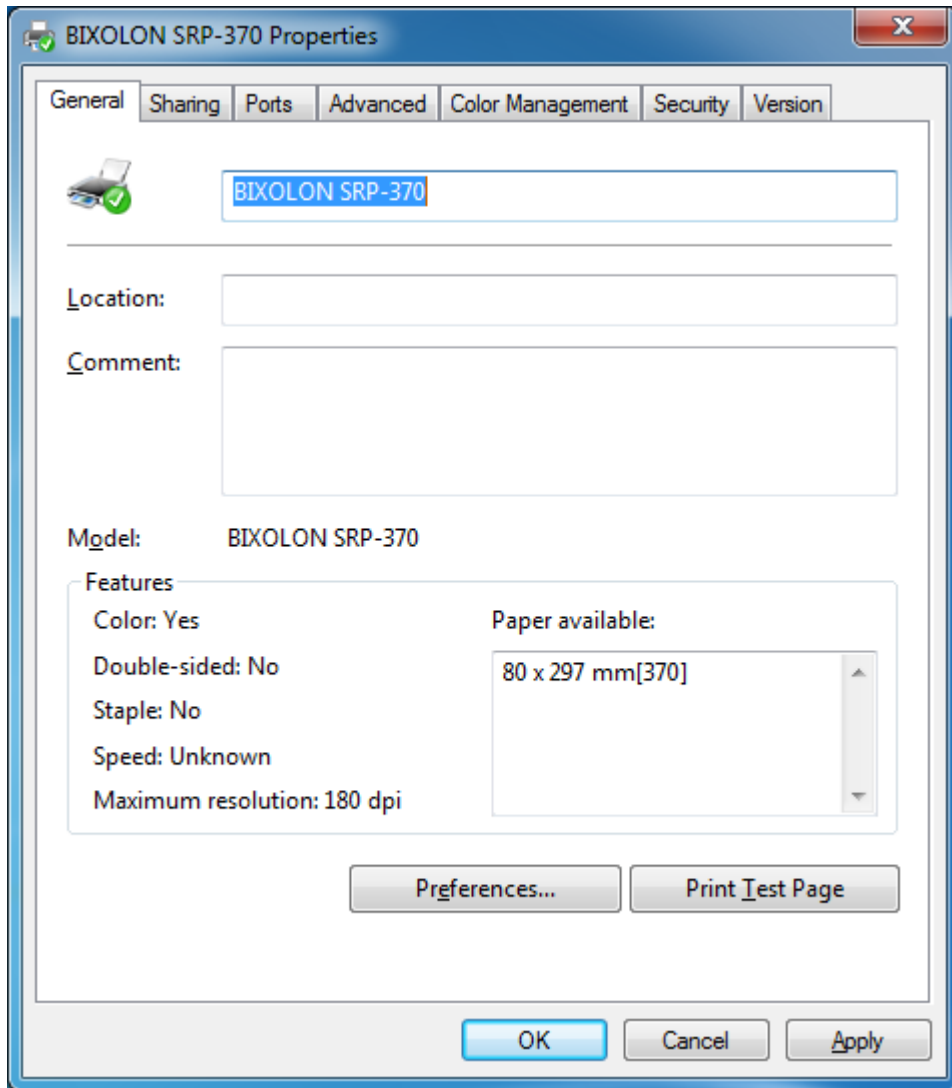 BIXOLON SRP-370 Properties
General Sharing Ports Advanced Color Management Security Version
BIXOLON SRP-370
Location:
Comment:
Model: BIXOLON SRP-370
Features
Color: Yes
Double-sided: No
Staple: No
Speed: Unknown
Maximum resolution: 180 dpi
Paper available:
80 x 297 mm[370]
Preferences... Print Test Page
OK Cancel Apply